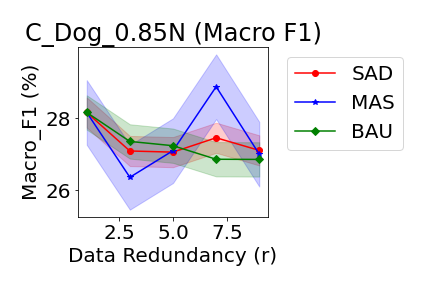 C_Dog_0.85N (Macro F1)
Macro_F1 (%)
28
26
2.5 5.0 7.5
Data Redundancy (r)
SAD
MAS
BAU